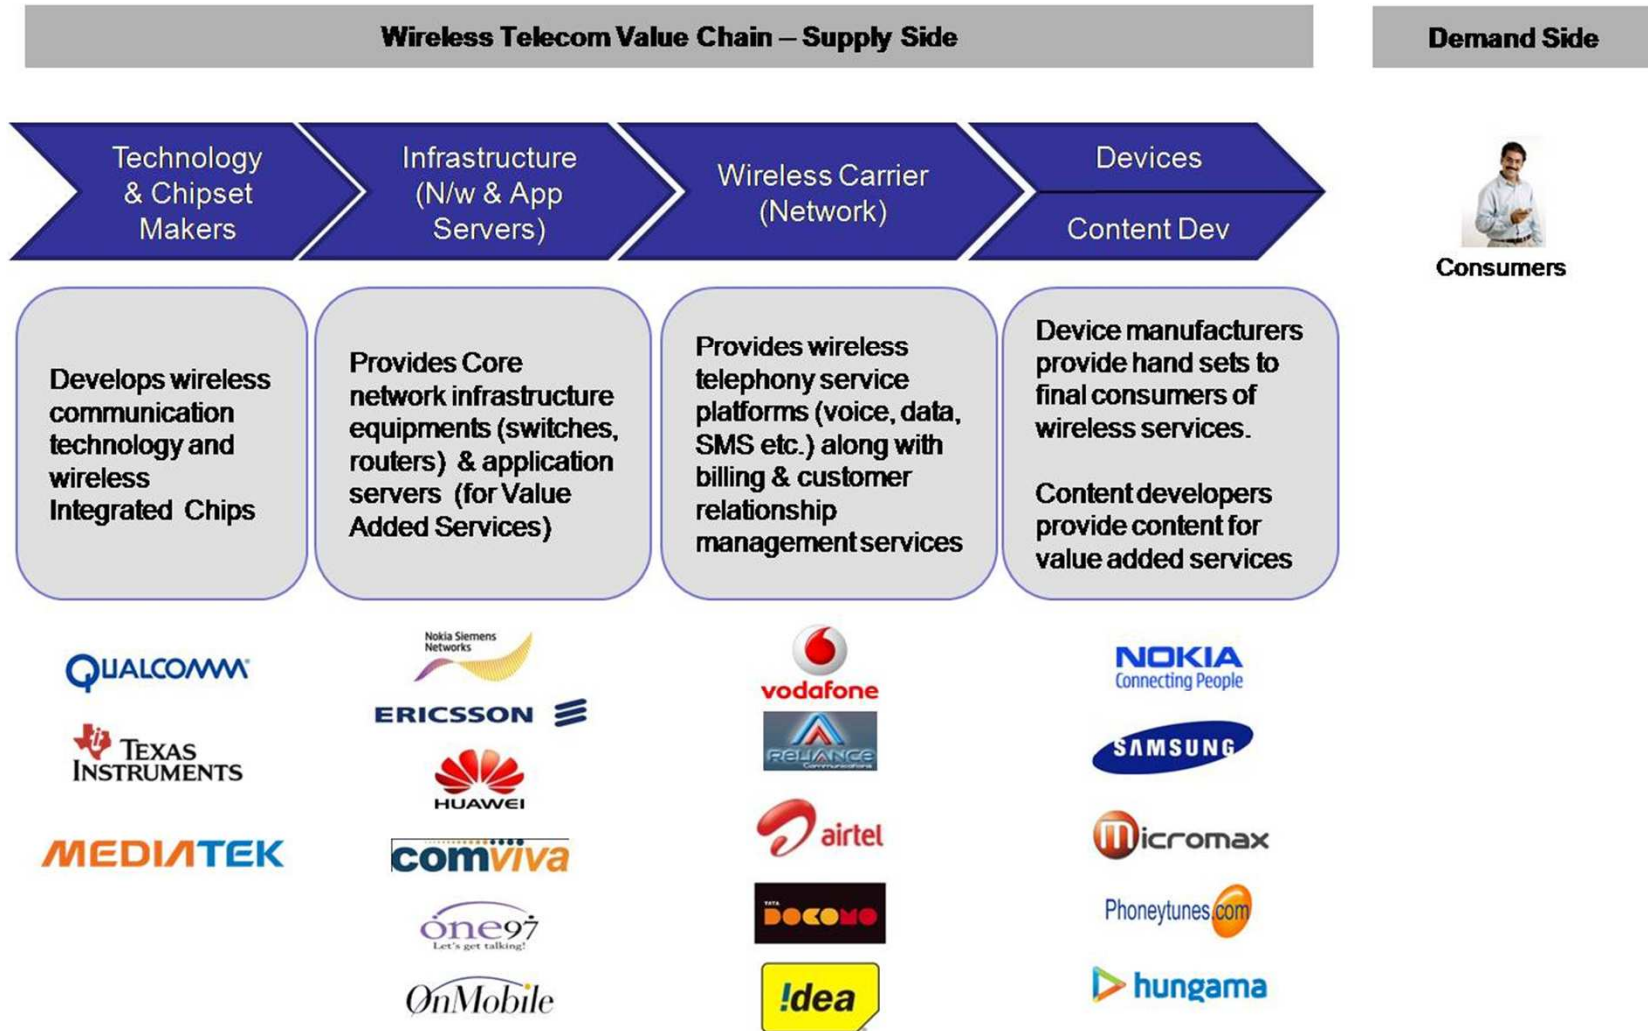 Wireless Telecom Value Chain – Supply Side
Demand Side
Technology
& Chipset
Makers
Infrastructure
(N/w & App
Servers)
Wireless Carrier
(Network)
Devices
Content Dev
Consumers
Develops wireless
communication
technology and
wireless
Integrated Chips
Provides Core
network infrastructure
equipments (switches,
routers) & application
servers (for Value
Added Services)
Provides wireless
telephony service
platforms (voice, data,
SMS etc.) along with
billing & customer
relationship
management services
Device manufacturers
provide hand sets to
final consumers of
wireless services.
Content developers
provide content for
value added services
QUALCOMM
TEXAS
INSTRUMENTS
MEDIATEK
Nokia Siemens
Networks
ERICSSON
HUAWEI
comviva
one97
Let's get talking!
OnMobile
vodafone
RELIANCE
Communications
airtel
TATA
DOCOMO
!dea
NOKIA
Connecting People
SAMSUNG
Micromax
Phoneytunes.com
hungama